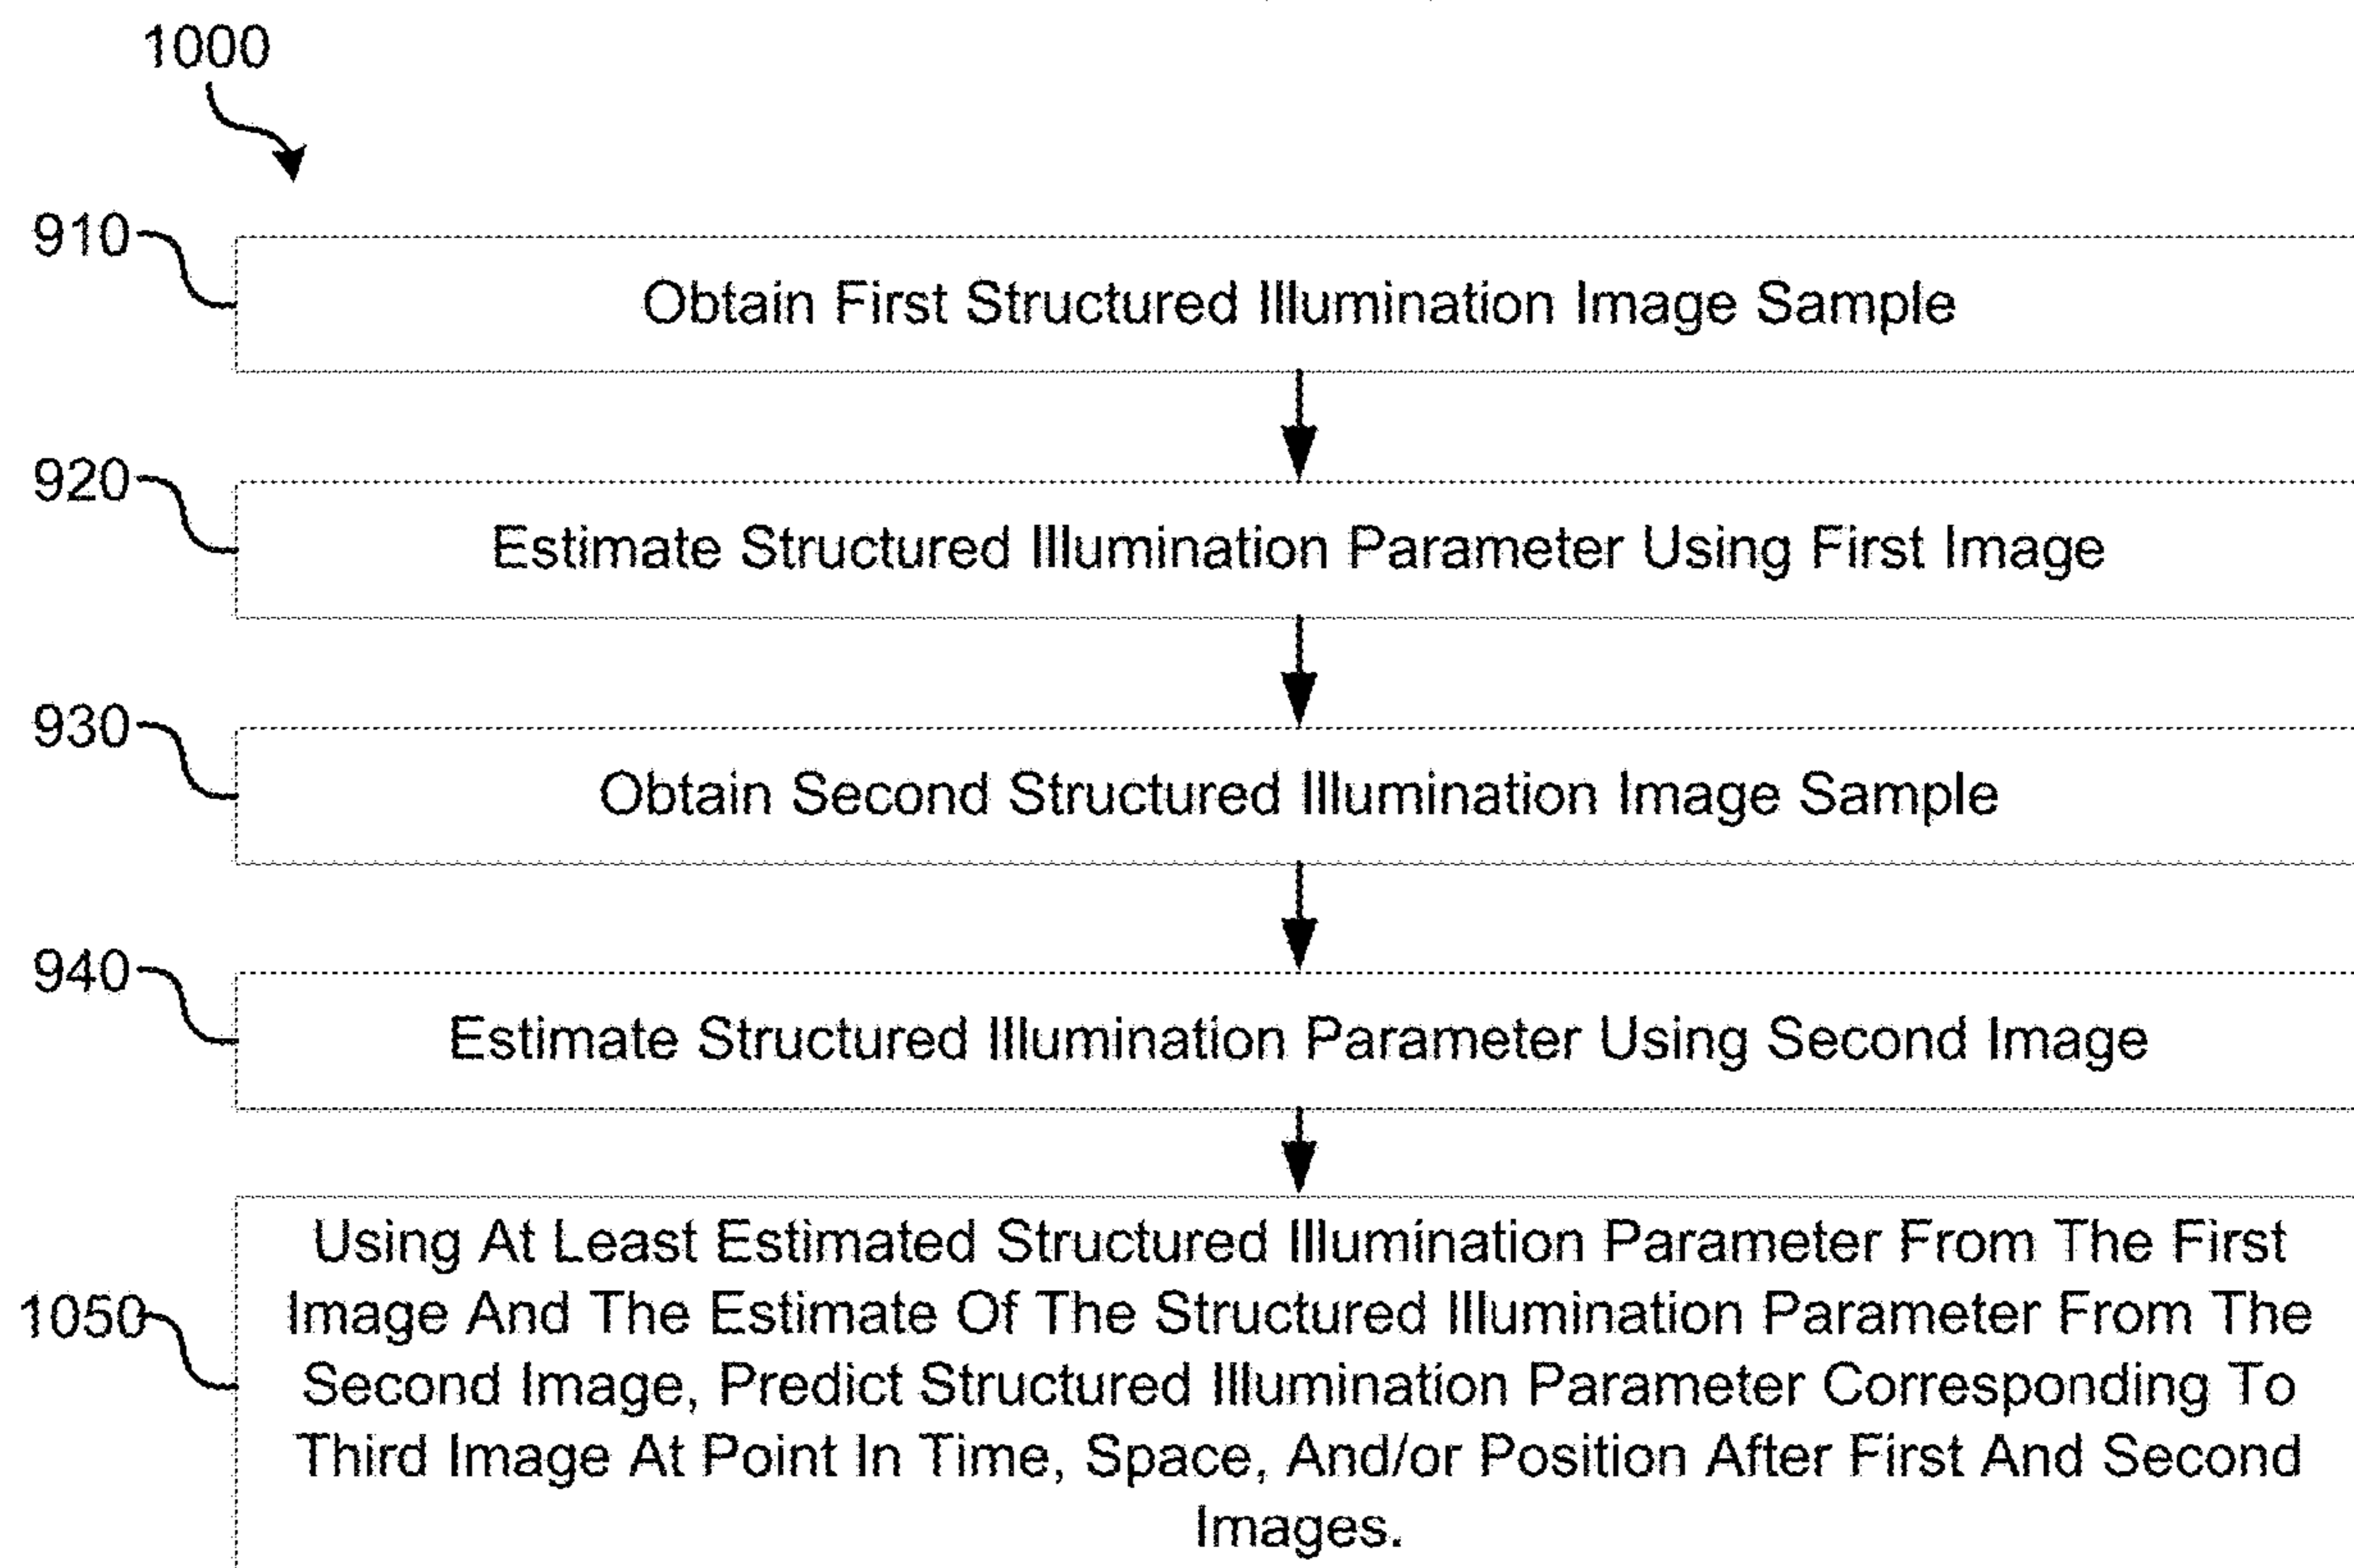 1000
910
Obtain First Structured Illumination Image Sample
920
Estimate Structured Illumination Parameter Using First Image
930
Obtain Second Structured Illumination Image Sample
940
Estimate Structured Illumination Parameter Using Second Image
1050
Using At Least Estimated Structured Illumination Parameter From The First
Image And The Estimate Of The Structured Illumination Parameter From The
Second Image, Predict Structured Illumination Parameter Corresponding To
Third Image At Point In Time, Space, And/or Position After First And Second
Images.